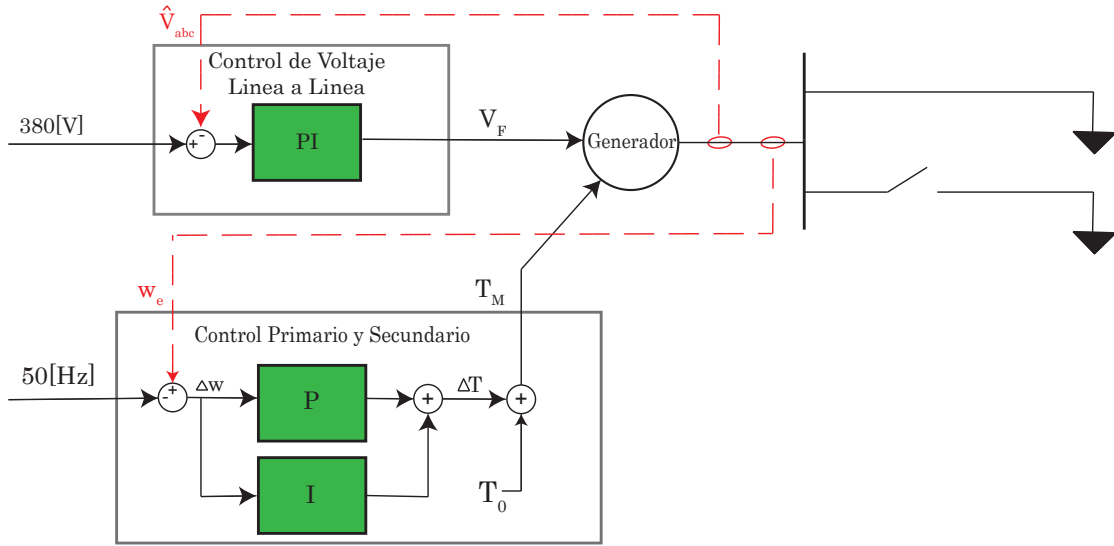 V̂abc
Control de Voltaje
Linea a Linea
380[V]
+
-
PI
VF
Generador
we
TM
Control Primario y Secundario
50[Hz]
-
+
Δw
P
+
ΔT
+
I
T0